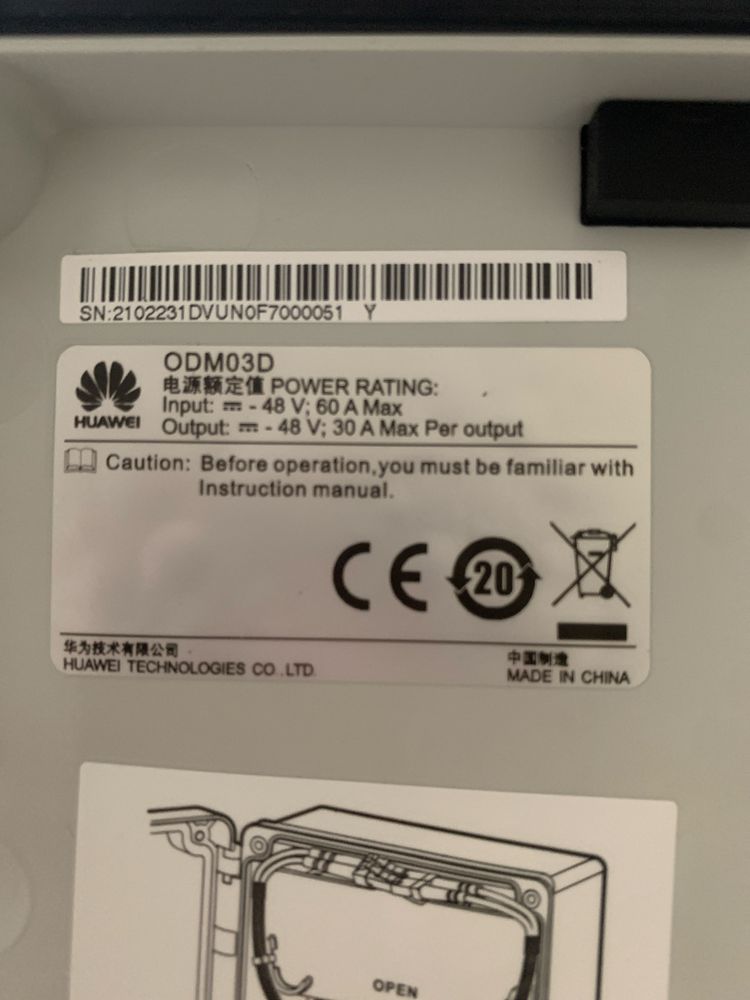 SN:2102231DVUN0F7000051 Y
HUAWEI
ODM03D
电源额定值 POWER RATING:
Input: ⎓ - 48 V; 60 A Max
Output: ⎓ - 48 V; 30 A Max Per output
Caution: Before operation,you must be familiar with
Instruction manual.
CE
20
华为技术有限公司
HUAWEI TECHNOLOGIES CO.,LTD.
中国制造
MADE IN CHINA
OPEN